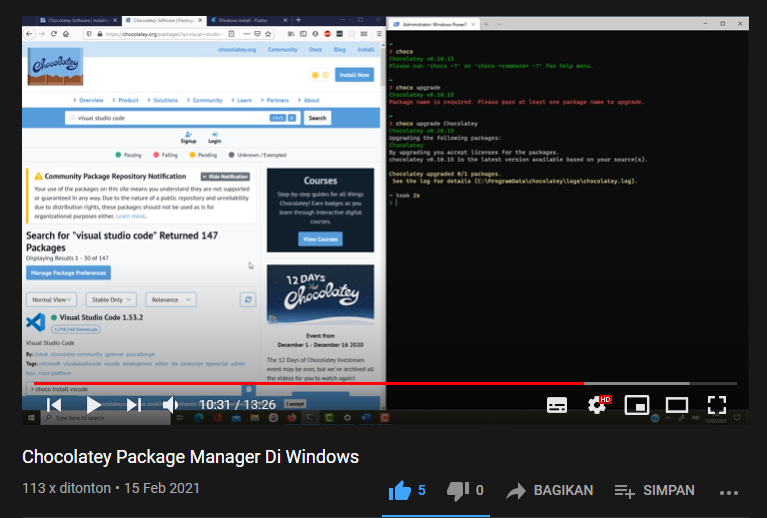 Chocolatey Software | Installi
Chocolatey Software | Packag
Windows install - Flutter
https://chocolatey.org/packages?q=visual+studio+
chocolatey.org Community Docs Blog Install
Chocolatey
Install Now
> Overview > Product > Solutions > Community > Learn > Partners > About
visual studio code
Search
Signup Login
Passing Failing Pending Unknown / Exempted
Community Package Repository Notification
Hide Notification
Your use of the packages on this site means you understand they are not supported
or guaranteed in any way. Due to the nature of a public repository and unreliability
due to distribution rights, these packages should not be used as is for
organizational purposes either. Learn more.
Search for "visual studio code" Returned 147
Packages
Displaying Results 1 - 30 of 147
Manage Package Preferences
Normal View
Stable Only
Relevance
Visual Studio Code 1.53.2
Downloads
Visual Studio Code
Tags: microsoft visualstudiocode vscode development editor ide javascript typescript admin
foss cross-platform
> choco install vscode
Courses
Step-by-step guides for all things
Chocolatey! Earn badges as you
learn through interactive digital
courses.
View Courses
12 DAYS
Chocolatey
Event from
December 1 - December 16 2020
The 12 Days of Chocolatey livestream
event may be over, but we've archived all
the videos for you to watch again!
I accept
Administrator: Windows PowerS
~
> choco
Chocolatey v0.10.15
Please run 'choco -?' or 'choco <command> -?' for help menu.
~
> choco upgrade
Chocolatey v0.10.15
Package name is required. Please pass at least one package name to upgrade.
~
> choco upgrade Chocolatey
Chocolatey v0.10.15
Upgrading the following packages:
Chocolatey
By upgrading you accept licenses for the packages.
chocolatey v0.10.15 is the latest version available based on your source(s).
Chocolatey upgraded 0/1 packages.
See the log for details (C:\ProgramData\chocolatey\logs\chocolatey.log).
~ took 2s
>
Type here to search
10:31 / 13:26
HD
Chocolatey Package Manager Di Windows
113 x ditonton • 15 Feb 2021
5
0
BAGIKAN
SIMPAN